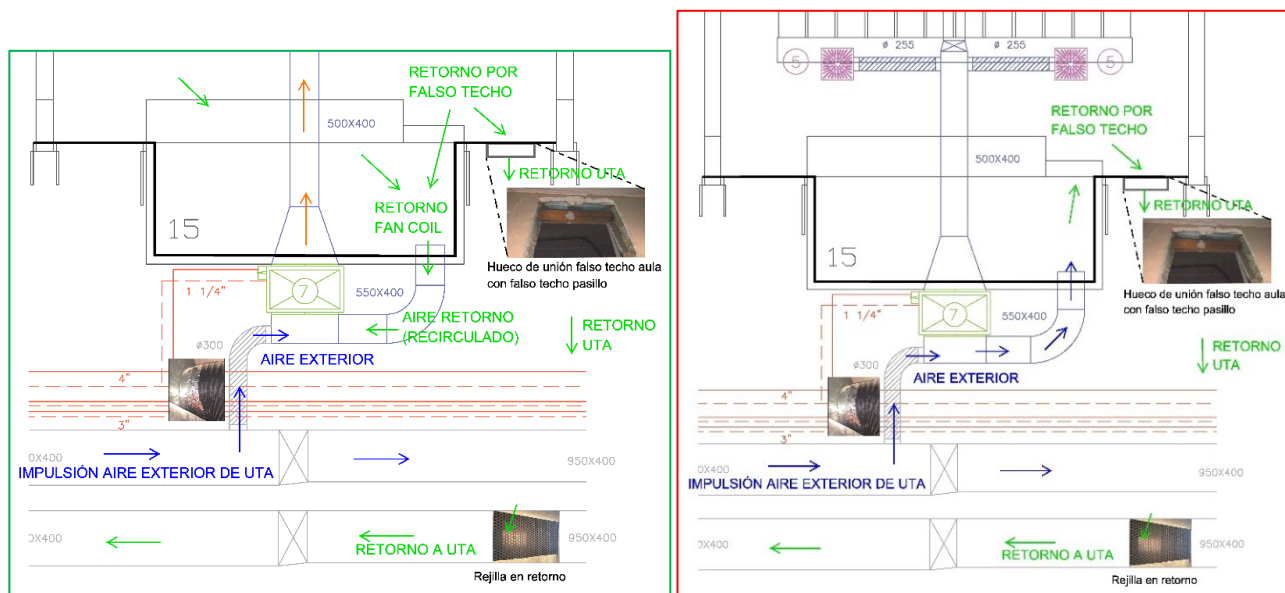 RETORNO POR
FALSO TECHO
500X400
RETORNO UTA
RETORNO
FAN COIL
15
Hueco de unión falso techo aula
con falso techo pasillo
7
1 1/4"
550X400
AIRE RETORNO
(RECIRCULADO)
RETORNO
UTA
ø300
AIRE EXTERIOR
4"
3"
IMPULSIÓN AIRE EXTERIOR DE UTA
0X400
950X400
0X400
RETORNO A UTA
950X400
Rejilla en retorno
ø 255
ø 255
5
5
RETORNO POR
FALSO TECHO
500X400
RETORNO UTA
15
Hueco de unión falso techo aula
con falso techo pasillo
7
1 1/4"
550X400
RETORNO
UTA
ø300
AIRE EXTERIOR
4"
3"
IMPULSIÓN AIRE EXTERIOR DE UTA
0X400
950X400
0X400
RETORNO A UTA
950X400
Rejilla en retorno